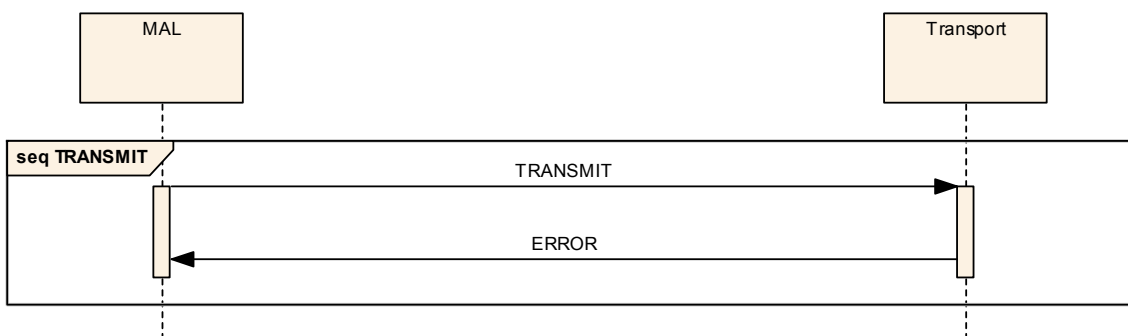 MAL
Transport
seq TRANSMIT
TRANSMIT
ERROR